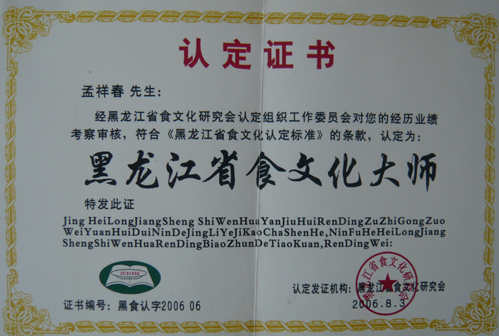 认定证书
孟祥春 先生：
经黑龙江省食文化研究会认定组织工作委员会对您的经历业绩
考察审核，符合《黑龙江省食文化认定标准》的条款，认定为：
黑龙江省食文化大师
特发此证
Jing HeiLongJiangSheng ShiWenHuaYanJiuHuiRenDingZuZhiGongZuo
WeiYuanHuiDuiNinDeJingLiYeJiKaoChaShenHe,NinFuHeHeiLongJiang
ShengShiWenHuaRenDingBiaoZhunDeTiaoKuan,RenDingWei:
认定发证机构：黑龙江省食文化研究会
2006.8.3
证书编号：黑食认字2006 06